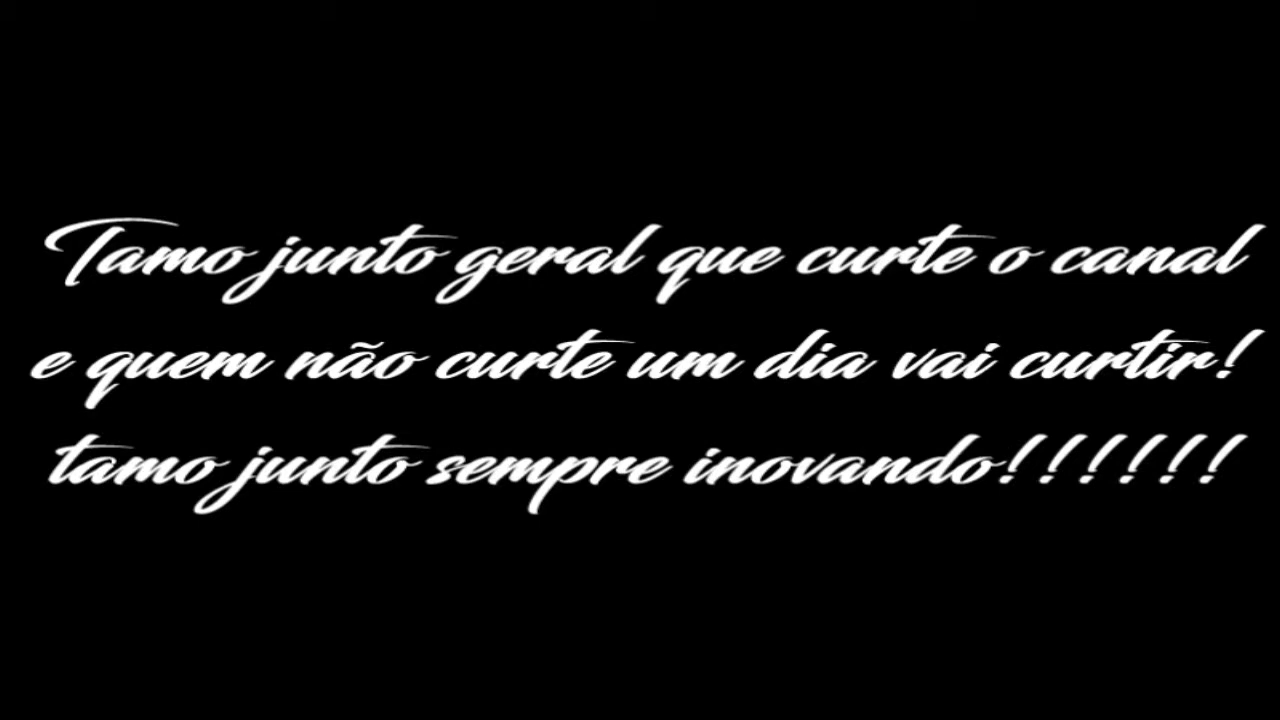 Tamo junto geral que curte o canal
e quem não curte um dia vai curtir!
tamo junto sempre inovando!!!!!!